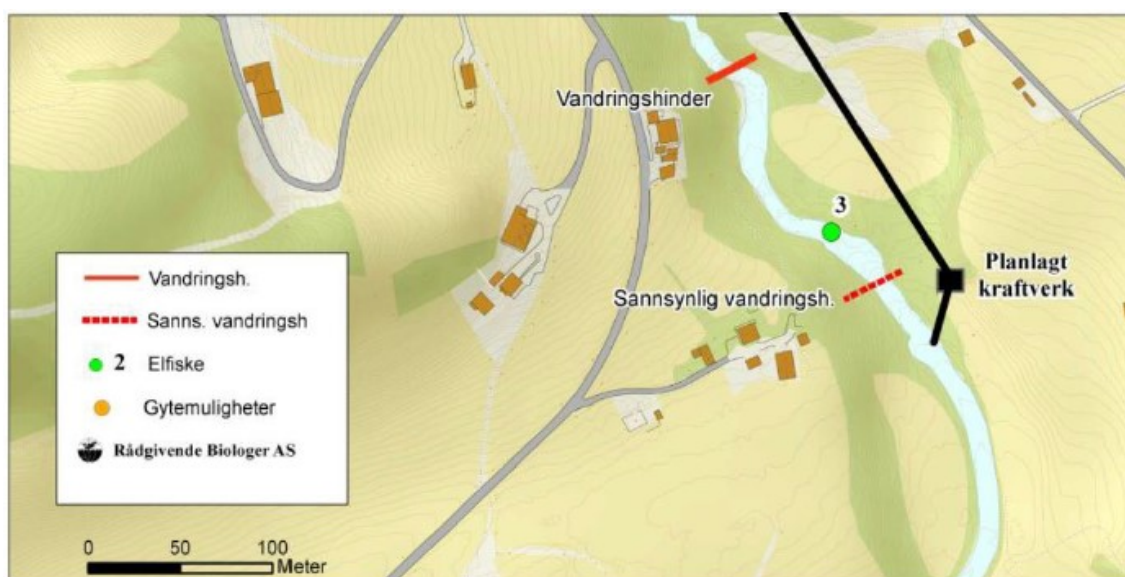 Vandringshinder
3
Planlagt
kraftverk
Sannsynlig vandringsh.
Vandringsh.
Sanns. vandringsh
2 Elfiske
Gytemuligheter
Rådgivende Biologer AS
0 50 100
Meter